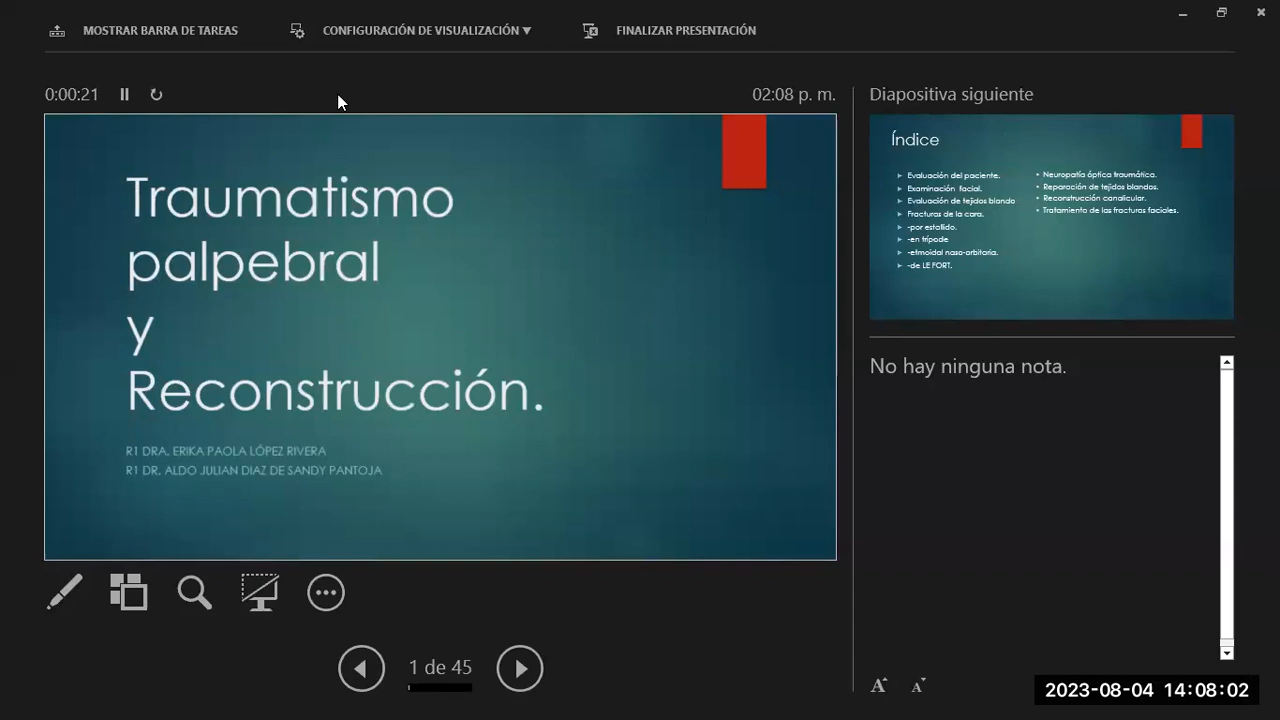 MOSTRAR BARRA DE TAREAS
CONFIGURACIÓN DE VISUALIZACIÓN ▼
FINALIZAR PRESENTACIÓN
0:00:21
02:08 p. m.
Traumatismo
palpebral
y
Reconstrucción.
R1 DRA. ERIKA PAOLA LÓPEZ RIVERA
R1 DR. ALDO JULIAN DIAZ DE SANDY PANTOJA
1 de 45
Diapositiva siguiente
Índice
Evaluación del paciente.
Examinación facial.
Evaluación de tejidos blando
Fracturas de la cara.
-por estallido.
-en trípode
-etmoidal naso-orbitaria.
-de LE FORT.
• Neuropatía óptica traumática.
• Reparación de tejidos blandos.
• Reconstrucción canalicular.
• Tratamiento de las fracturas faciales.
No hay ninguna nota.
A A
2023-08-04 14:08:02